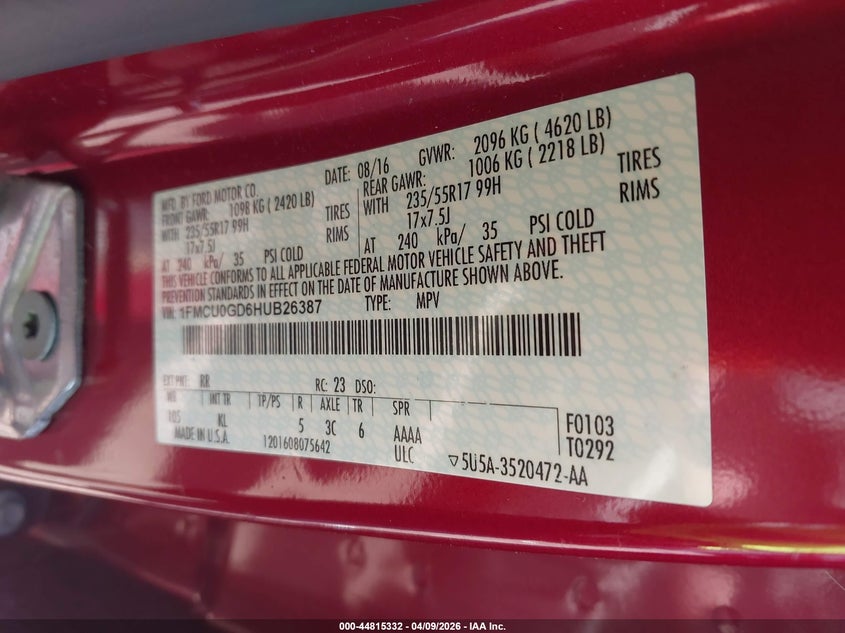 MFD. BY FORD MOTOR CO.
DATE: 08/16 GVWR: 2096 KG ( 4620 LB)
FRONT GAWR: 1098 KG ( 2420 LB) REAR GAWR: 1006 KG ( 2218 LB)
WITH 235/55R17 99H TIRES WITH 235/55R17 99H TIRES
17x7.5J RIMS 17x7.5J RIMS
AT 240 kPa/ 35 PSI COLD AT 240 kPa/ 35 PSI COLD
THIS VEHICLE CONFORMS TO ALL APPLICABLE FEDERAL MOTOR VEHICLE SAFETY AND THEFT
PREVENTION STANDARDS IN EFFECT ON THE DATE OF MANUFACTURE SHOWN ABOVE.
VIN: 1FMCU0GD6HUB26387 TYPE: MPV
EXT PNT: RR RC: 23 DSO:
WB INT TR TP/PS R AXLE TR SPR
105 KL 5 3C 6 AAAA F0103
MADE IN U.S.A. 1201608075642 ULC T0292
▽5U5A-3520472-AA
000-44815332 | 04/09/2026 - IAA Inc.